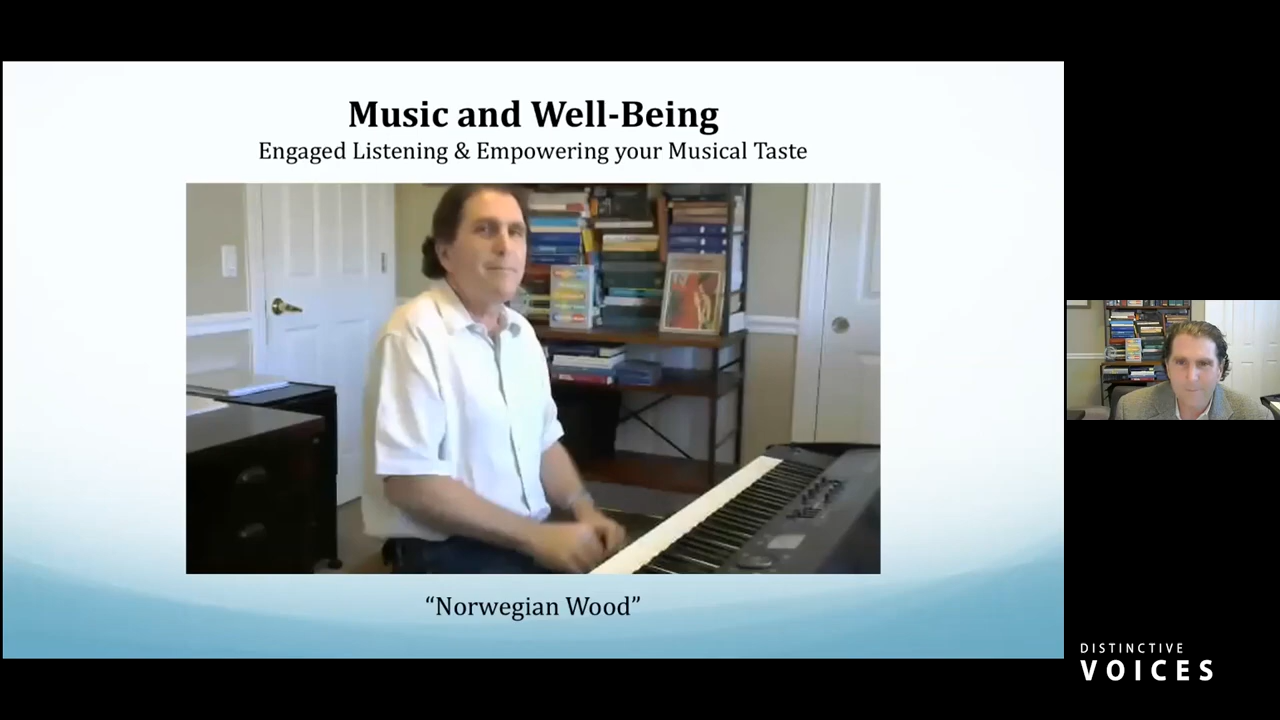 Music and Well-Being
Engaged Listening & Empowering your Musical Taste
“Norwegian Wood”
DISTINCTIVE
VOICES